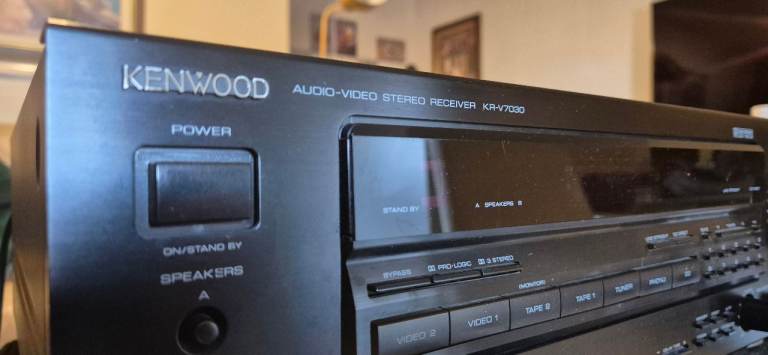 KENWOOD
AUDIO-VIDEO STEREO RECEIVER KR-V7030
POWER
ON/STAND BY
SPEAKERS
A
STAND BY
A SPEAKERS B
BYPASS
PRO-LOGIC
3 STEREO
(MONITOR)
VIDEO 2
VIDEO 1
TAPE 2
TAPE 1
TUNER
PHONO